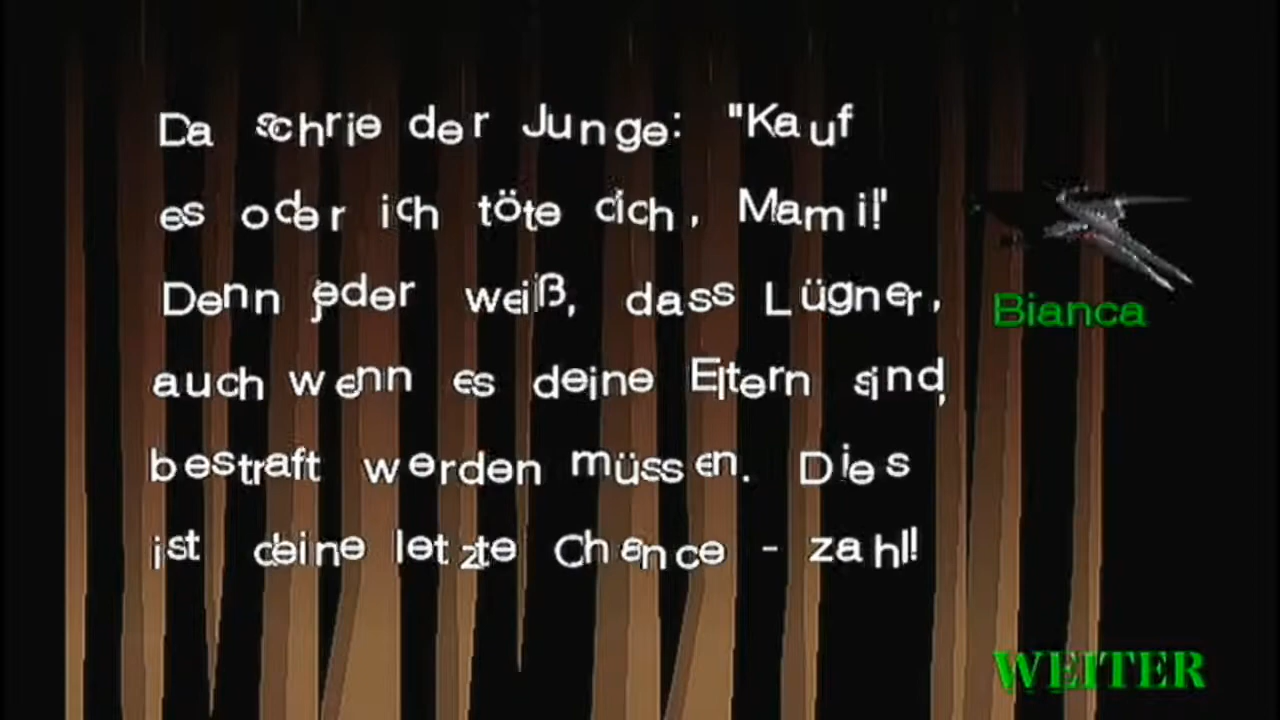 Da schrie der Junge: "Kauf
es oder ich töte dich, Mami!"
Denn jeder weiß, dass Lügner,
auch wenn es deine Eltern sind,
bestraft werden müssen. Dies
ist deine letzte Chance - zahl!
Bianca
WEITER